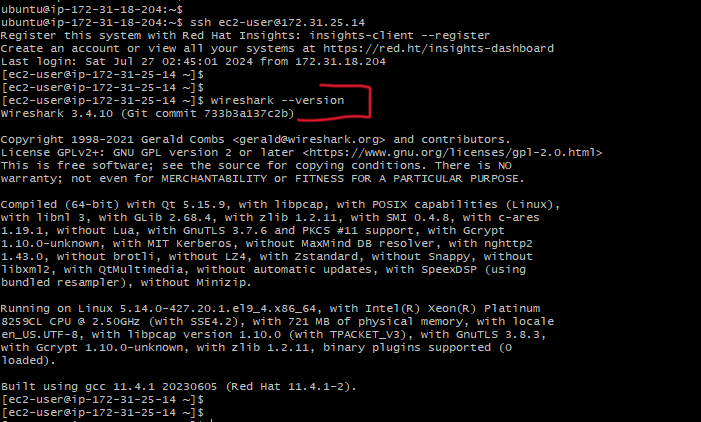 ubuntu@ip-172-31-18-204:~$
ubuntu@ip-172-31-18-204:~$ ssh ec2-user@172.31.25.14
Register this system with Red Hat Insights: insights-client --register
Create an account or view all your systems at https://red.ht/insights-dashboard
Last login: Sat Jul 27 02:45:01 2024 from 172.31.18.204
[ec2-user@ip-172-31-25-14 ~]$
[ec2-user@ip-172-31-25-14 ~]$
[ec2-user@ip-172-31-25-14 ~]$ wireshark --version
Wireshark 3.4.10 (Git commit 733b3a137c2b)

Copyright 1998-2021 Gerald Combs <gerald@wireshark.org> and contributors.
License GPLv2+: GNU GPL version 2 or later <https://www.gnu.org/licenses/gpl-2.0.html>
This is free software; see the source for copying conditions. There is NO
warranty; not even for MERCHANTABILITY or FITNESS FOR A PARTICULAR PURPOSE.

Compiled (64-bit) with Qt 5.15.9, with libpcap, with POSIX capabilities (Linux),
with libnl 3, with GLib 2.68.4, with zlib 1.2.11, with SMI 0.4.8, with c-ares
1.19.1, without Lua, with GnuTLS 3.7.6 and PKCS #11 support, with Gcrypt
1.10.0-unknown, with MIT Kerberos, without MaxMind DB resolver, with nghttp2
1.43.0, without brotli, without LZ4, with Zstandard, without Snappy, without
libxml2, with QtMultimedia, without automatic updates, with SpeexDSP (using
bundled resampler), without Minizip.

Running on Linux 5.14.0-427.20.1.el9_4.x86_64, with Intel(R) Xeon(R) Platinum
8259CL CPU @ 2.50GHz (with SSE4.2), with 721 MB of physical memory, with locale
en_US.UTF-8, with libpcap version 1.10.0 (with TPACKET_V3), with GnuTLS 3.8.3,
with Gcrypt 1.10.0-unknown, with zlib 1.2.11, binary plugins supported (0
loaded).

Built using gcc 11.4.1 20230605 (Red Hat 11.4.1-2).
[ec2-user@ip-172-31-25-14 ~]$
[ec2-user@ip-172-31-25-14 ~]$